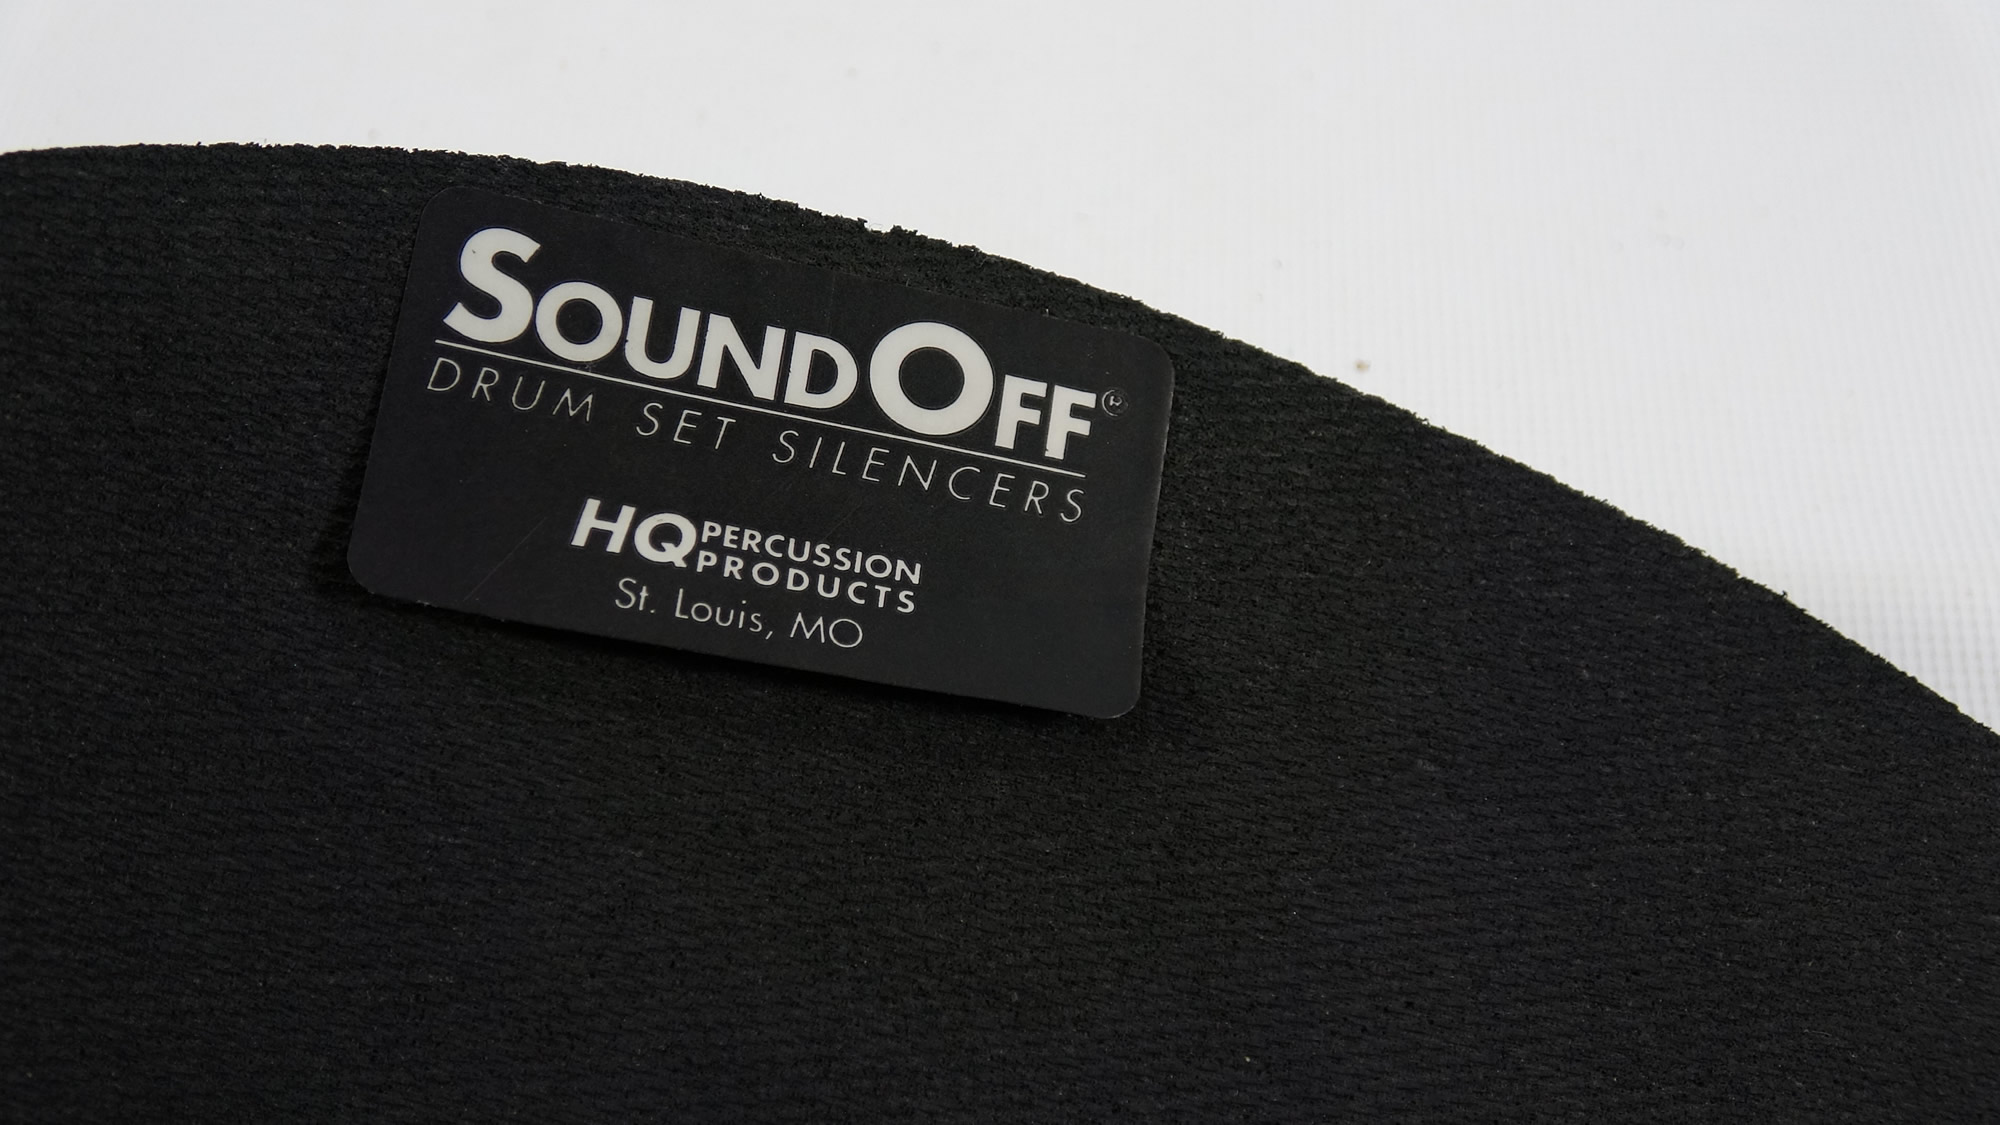 SOUNDOFF®
DRUM SET SILENCERS
HQ PERCUSSION
PRODUCTS
St. Louis, MO